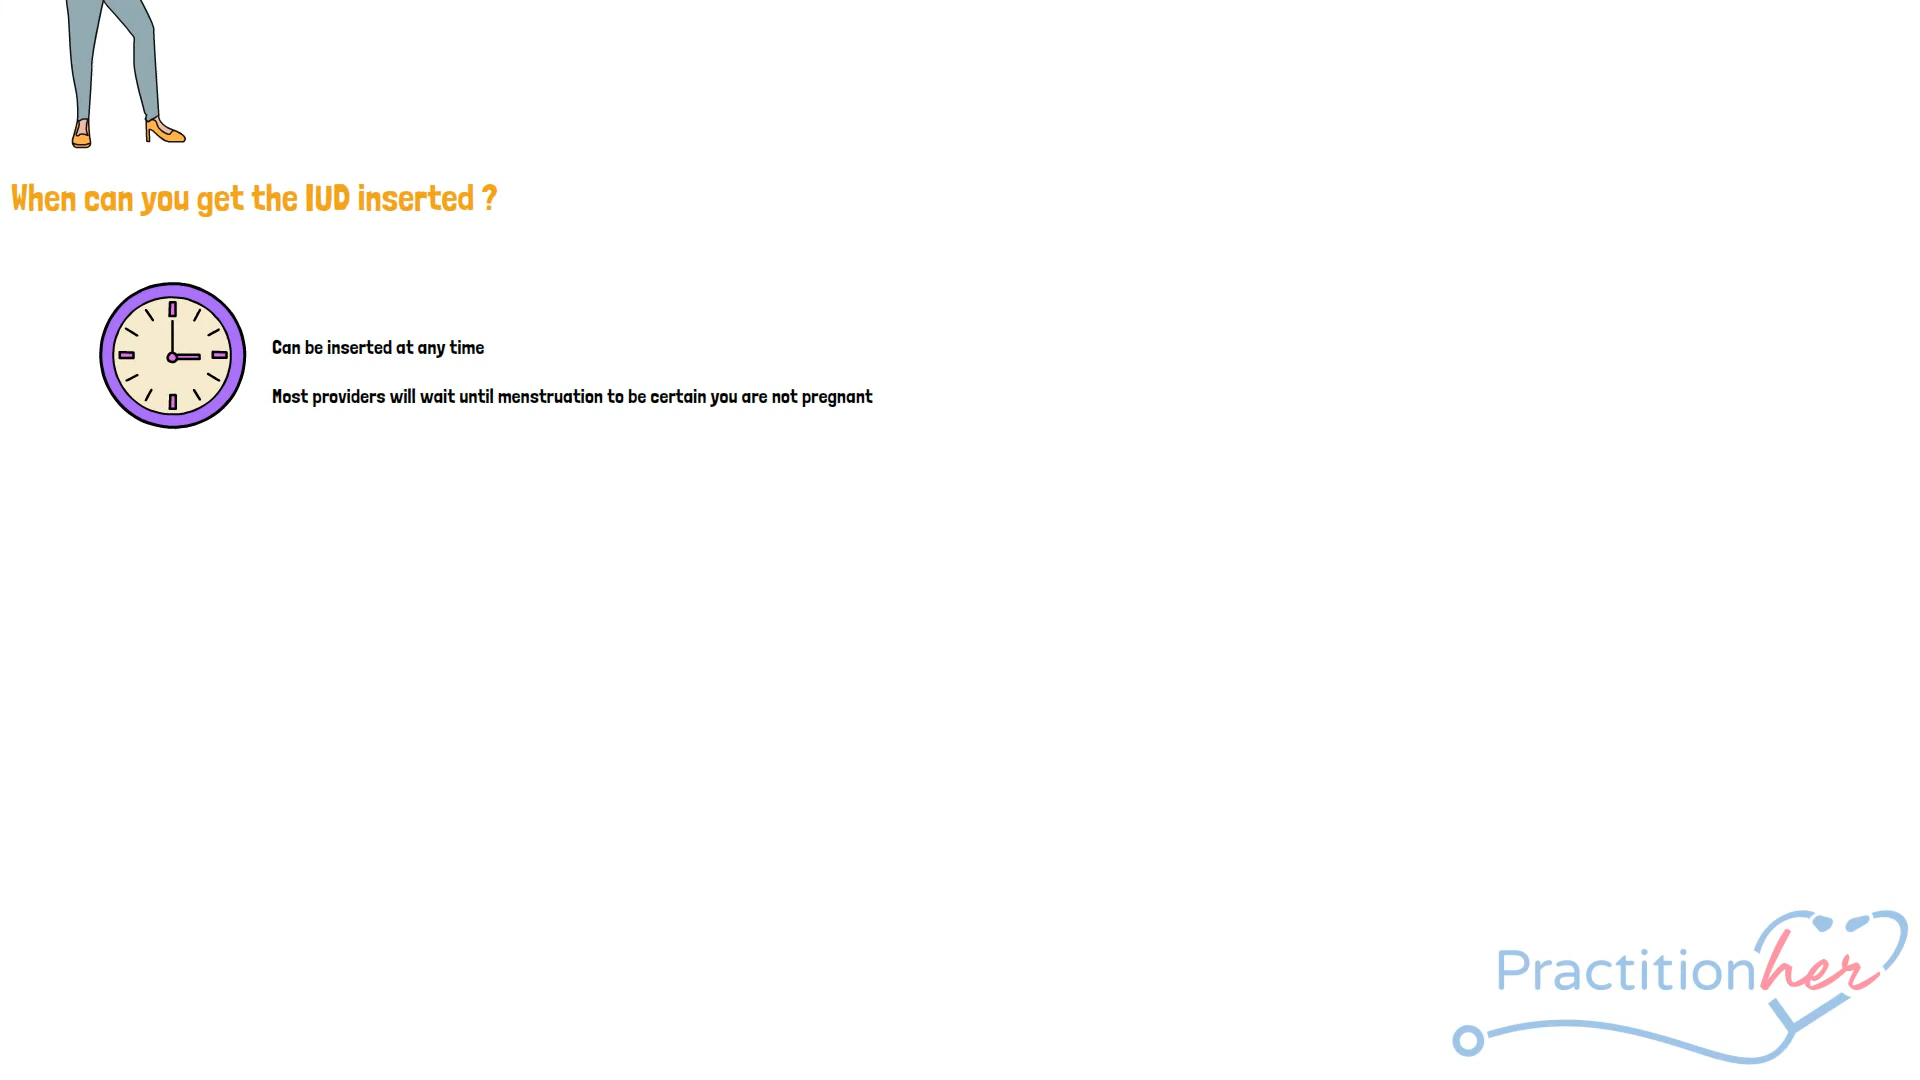 When can you get the IUD inserted ?
Can be inserted at any time
Most providers will wait until menstruation to be certain you are not pregnant
Practitionher